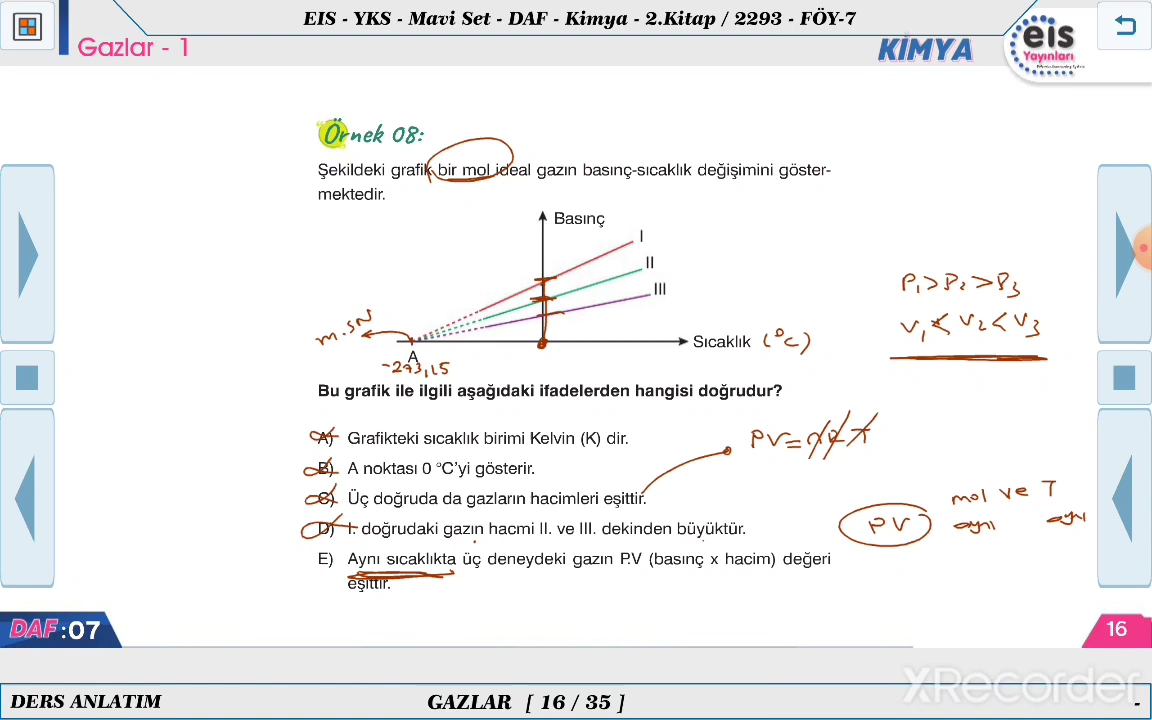 EIS - YKS - Mavi Set - DAF - Kimya - 2.Kitap / 2293 - FÖY-7
Gazlar - 1
KİMYA
eis
Yayınları
Örnek 08:
Şekildeki grafik bir mol ideal gazın basınç-sıcaklık değişimini göster-
mektedir.
Basınç
I
II
III
P1>P2>P3
V1<V2<V3
m.SN
Sıcaklık (°C)
A
-273,15
Bu grafik ile ilgili aşağıdaki ifadelerden hangisi doğrudur?
A) Grafikteki sıcaklık birimi Kelvin (K) dir.
PV=nRT
B) A noktası 0 °C'yi gösterir.
C) Üç doğruda da gazların hacimleri eşittir.
mol ve T
D) I. doğrudaki gazın hacmi II. ve III. dekinden büyüktür.
PV aynı aynı
E) Aynı sıcaklıkta üç deneydeki gazın P.V (basınç x hacim) değeri
eşittir.
DAF:07
16
XRecorder
DERS ANLATIM
GAZLAR [ 16 / 35 ]
-